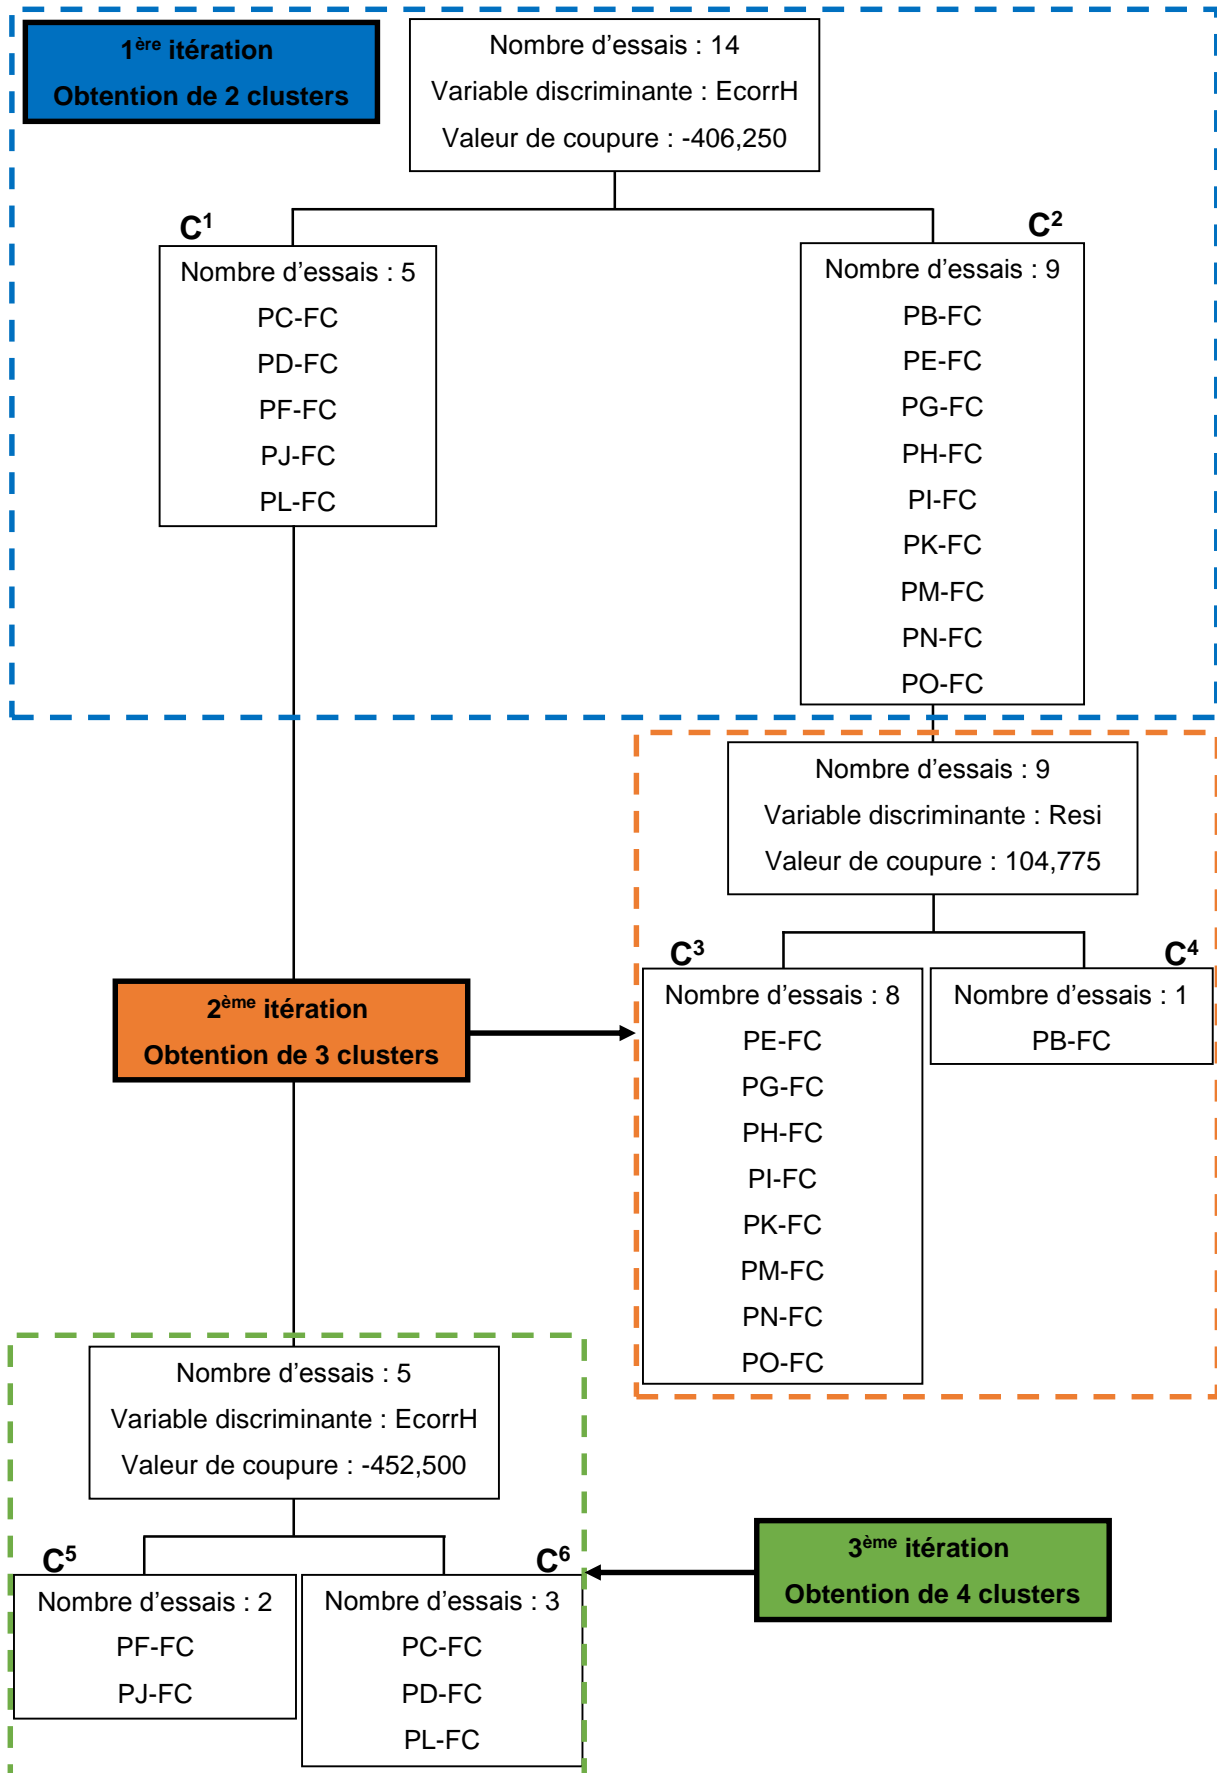 1ère itération
Obtention de 2 clusters
Nombre d'essais : 14
Variable discriminante : EcorrH
Valeur de coupure : -406,250
C1
Nombre d'essais : 5
PC-FC
PD-FC
PF-FC
PJ-FC
PL-FC
C2
Nombre d'essais : 9
PB-FC
PE-FC
PG-FC
PH-FC
PI-FC
PK-FC
PM-FC
PN-FC
PO-FC
Nombre d'essais : 9
Variable discriminante : Resi
Valeur de coupure : 104,775
2ème itération
Obtention de 3 clusters
C3
Nombre d'essais : 8
PE-FC
PG-FC
PH-FC
PI-FC
PK-FC
PM-FC
PN-FC
PO-FC
C4
Nombre d'essais : 1
PB-FC
Nombre d'essais : 5
Variable discriminante : EcorrH
Valeur de coupure : -452,500
C5
Nombre d'essais : 2
PF-FC
PJ-FC
C6
Nombre d'essais : 3
PC-FC
PD-FC
PL-FC
3ème itération
Obtention de 4 clusters